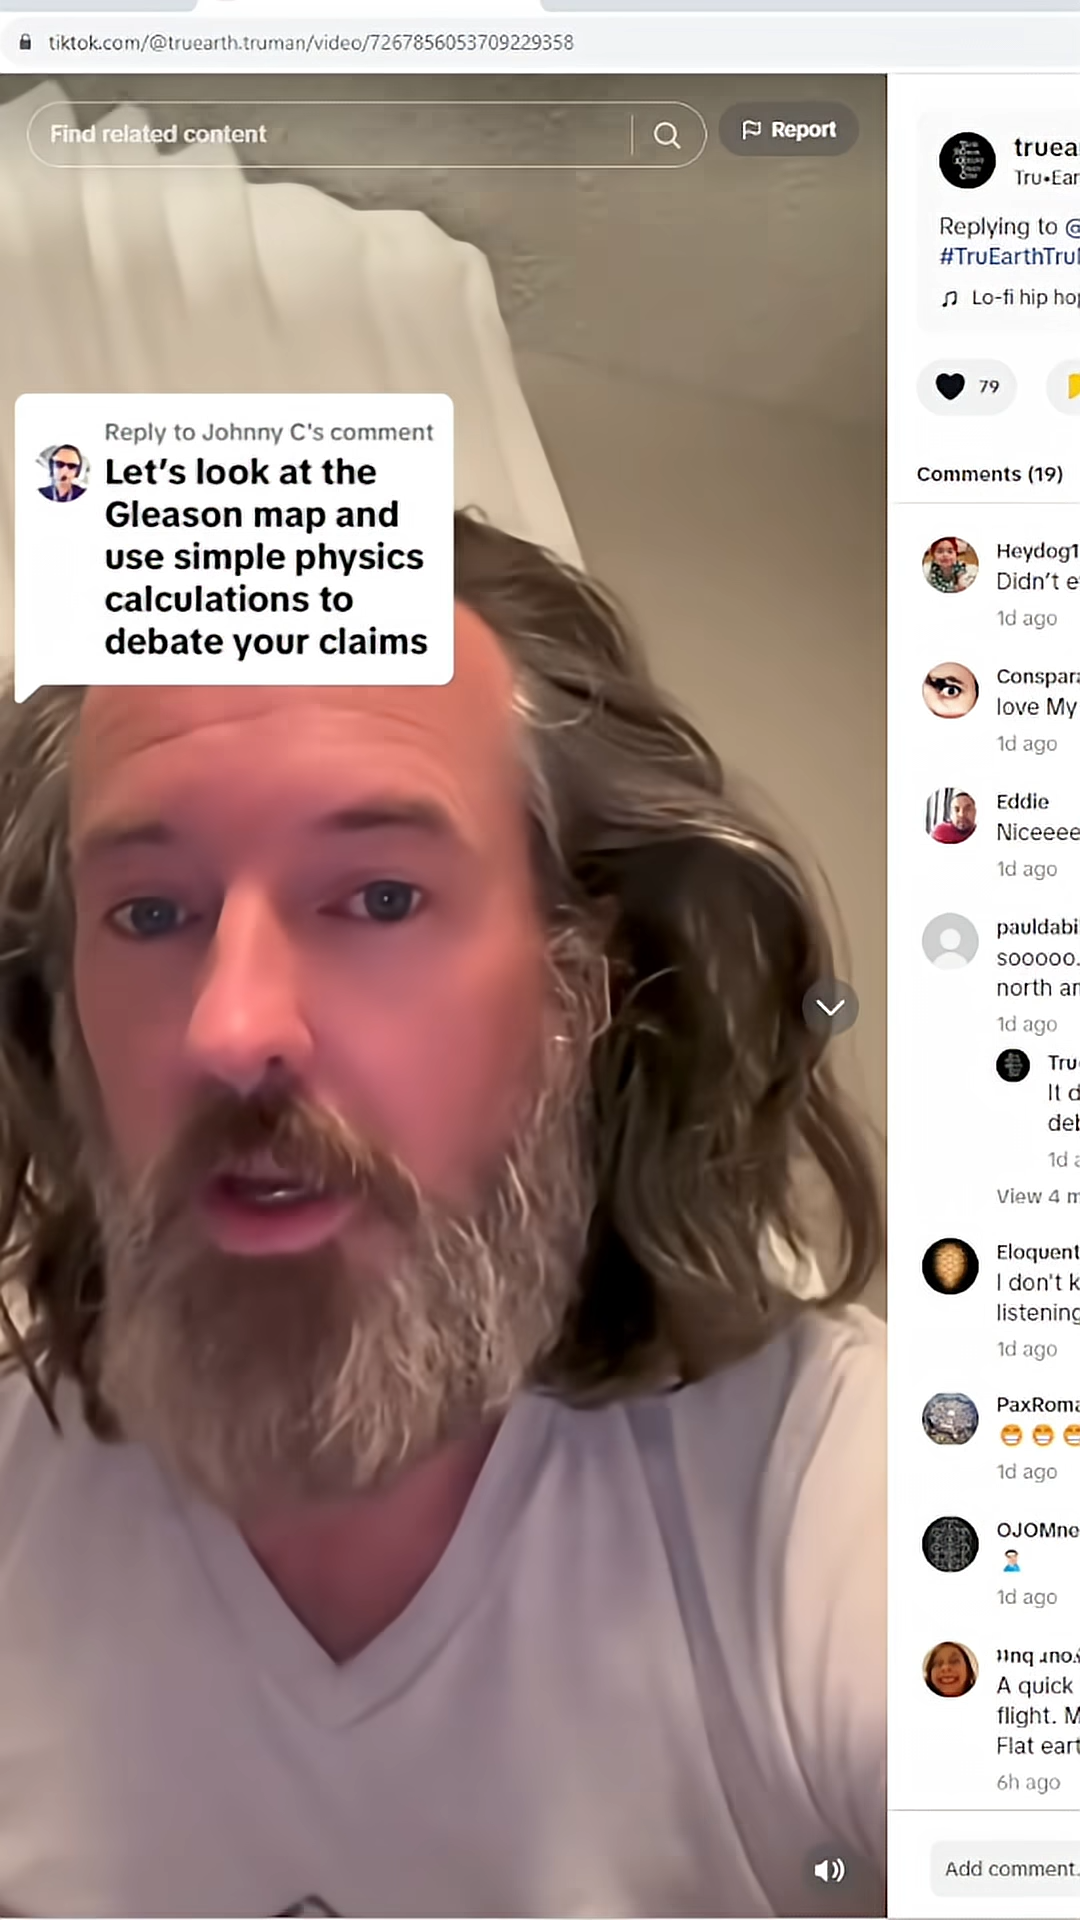 tiktok.com/@truearth.truman/video/7267856053709229358
Find related content
Report
Reply to Johnny C's comment
Let's look at the
Gleason map and
use simple physics
calculations to
debate your claims
truea
Tru•Ear
Replying to @
#TruEarthTru
Lo-fi hip ho
79
Comments (19)
Heydog1
Didn't e
1d ago
Conspara
love My
1d ago
Eddie
Niceeee
1d ago
pauldabi
sooooo.
north a
1d ago
Tru
It d
deb
1d a
View 4 m
Eloquent
I don't k
listening
1d ago
PaxRoma
1d ago
OJOMne
1d ago
A quick
flight. M
Flat eart
6h ago
Add comment.